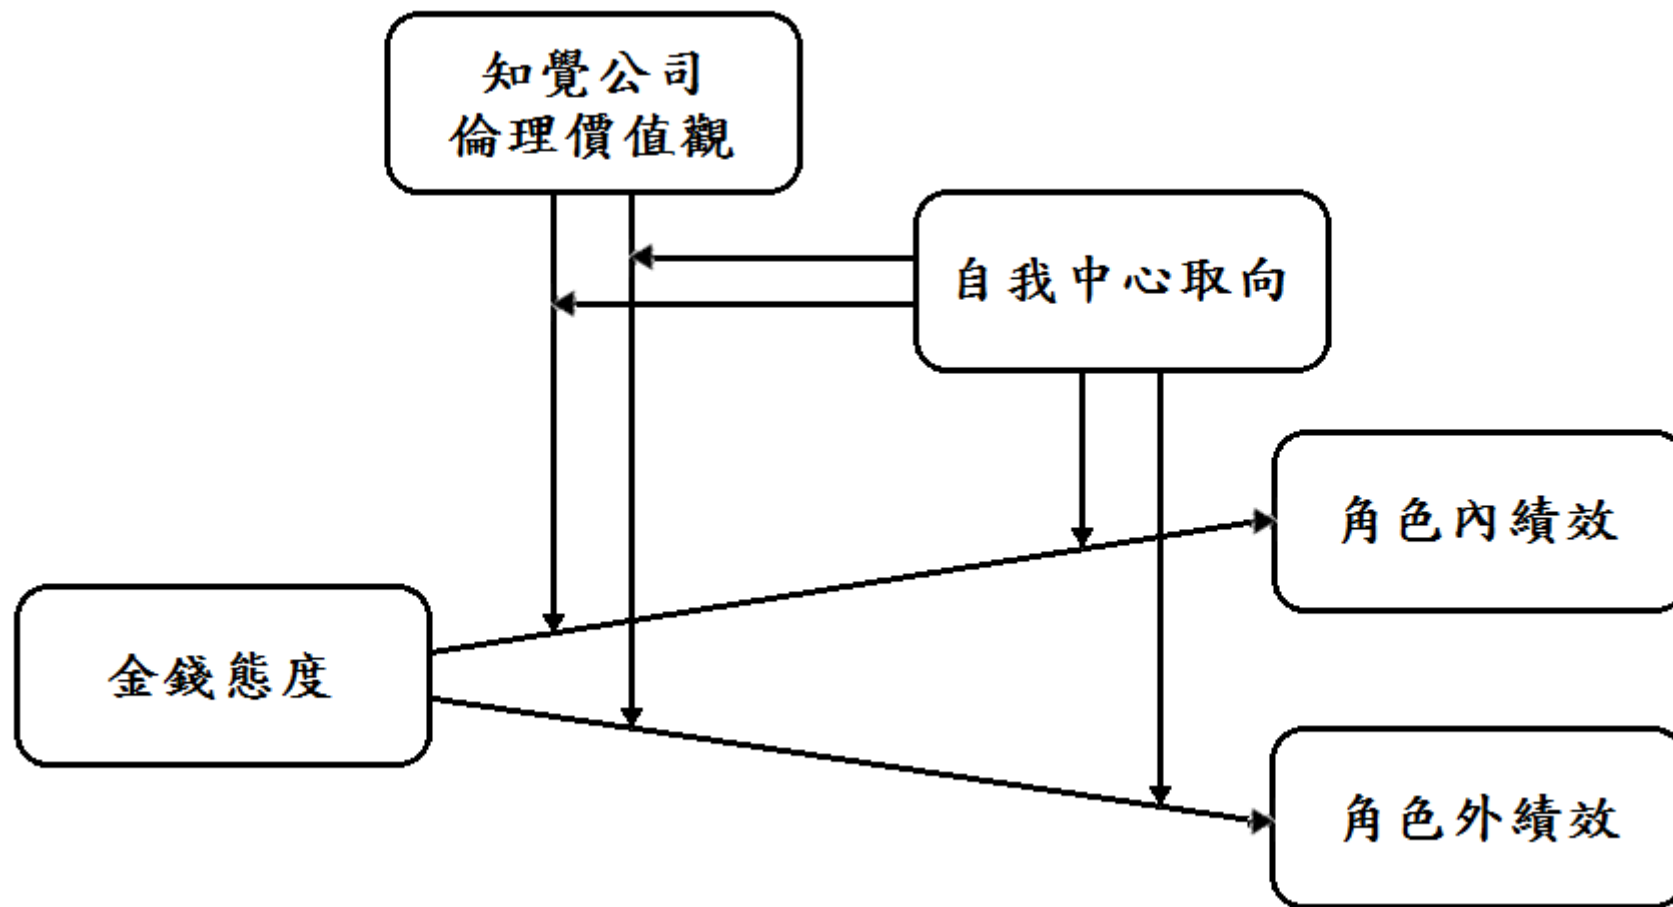 知覺公司
倫理價值觀
自我中心取向
角色內績效
金錢態度
角色外績效